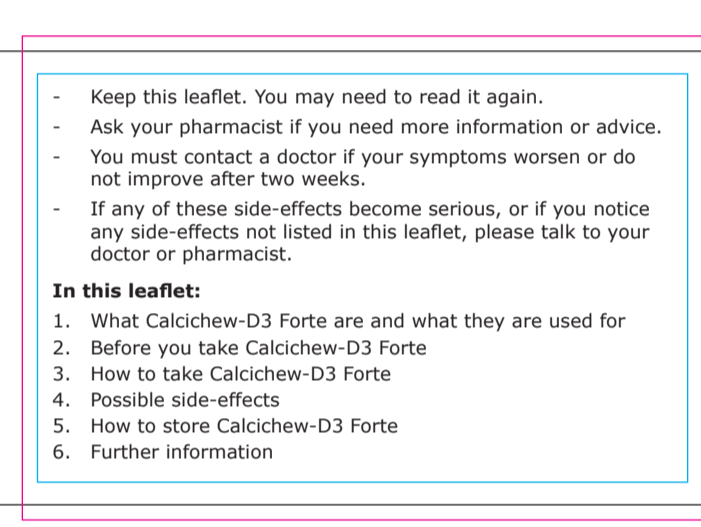 - Keep this leaflet. You may need to read it again.
- Ask your pharmacist if you need more information or advice.
- You must contact a doctor if your symptoms worsen or do
not improve after two weeks.
- If any of these side-effects become serious, or if you notice
any side-effects not listed in this leaflet, please talk to your
doctor or pharmacist.
In this leaflet:
1. What Calcichew-D3 Forte are and what they are used for
2. Before you take Calcichew-D3 Forte
3. How to take Calcichew-D3 Forte
4. Possible side-effects
5. How to store Calcichew-D3 Forte
6. Further information